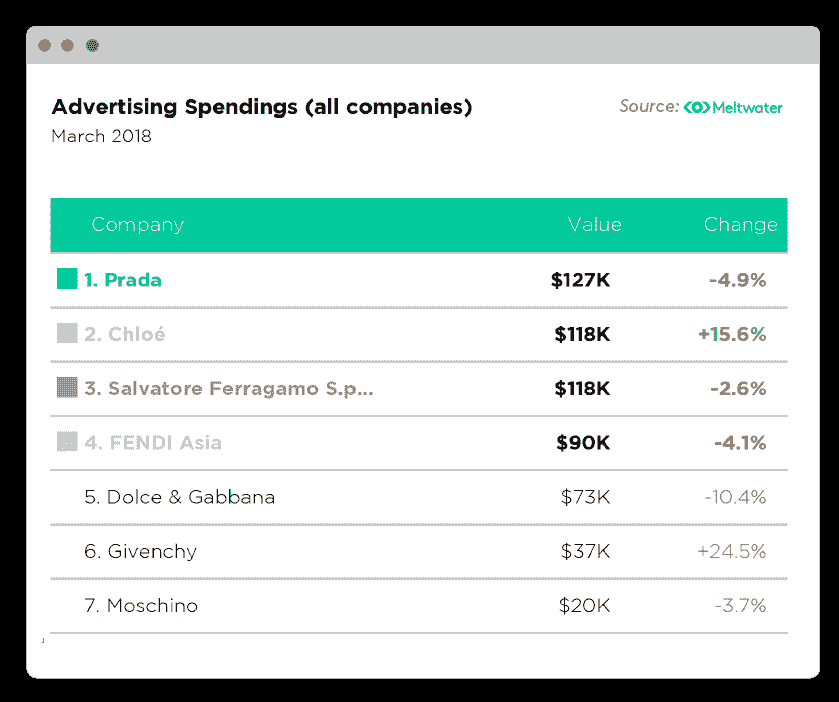 Advertising Spendings (all companies)
Source: Meltwater
March 2018
Company Value Change
1. Prada $127K -4.9%
2. Chloé $118K +15.6%
3. Salvatore Ferragamo S.p... $118K -2.6%
4. FENDI Asia $90K -4.1%
5. Dolce & Gabbana $73K -10.4%
6. Givenchy $37K +24.5%
7. Moschino $20K -3.7%